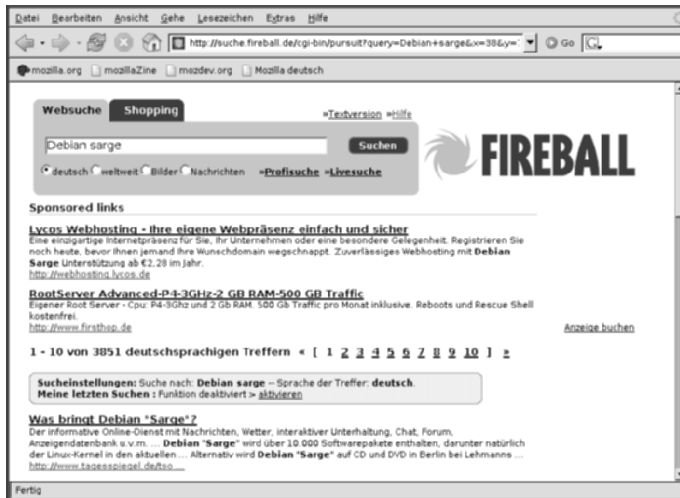 Datei Bearbeiten Ansicht Gehe Lesezeichen Extras Hilfe
http://suche.fireball.de/cgi-bin/pursuit?query=Debian+sarge&x=38&y=
Go
mozilla.org mozillaZine mozdev.org Mozilla deutsch
Websuche Shopping »Textversion »Hilfe
Debian sarge Suchen
deutsch weltweit Bilder Nachrichten »Profisuche »Livesuche
FIREBALL
Sponsored links
Lycos Webhosting - Ihre eigene Webpräsenz einfach und sicher
Eine einzigartige Internetpräsenz für Sie, Ihr Unternehmen oder eine besondere Gelegenheit. Registrieren Sie
noch heute, bevor Ihnen jemand Ihre Wunschdomain wegschnappt. Zuverlässiges Webhosting mit Debian
Sarge Unterstützung ab €2,28 im Jahr.
http://webhosting.lycos.de
RootServer Advanced-P4-3GHz-2 GB RAM-500 GB Traffic
Eigener Root Server - Cpu: P4-3Ghz und 2 Gb RAM. 500 Gb Traffic pro Monat inklusive. Reboots und Rescue Shell
kostenfrei.
http://www.firsthop.de
Anzeige buchen
1 - 10 von 3851 deutschsprachigen Treffern « [ 1 2 3 4 5 6 7 8 9 10 ] »
Sucheinstellungen: Suche nach: Debian sarge – Sprache der Treffer: deutsch.
Meine letzten Suchen : Funktion deaktiviert > aktivieren
Was bringt Debian "Sarge"?
Der informative Online-Dienst mit Nachrichten, Wetter, interaktiver Unterhaltung, Chat, Forum,
Anzeigendatenbank u.v.m. ... Debian "Sarge" wird über 10 000 Softwarepakete enthalten, darunter natürlich
der Linux-Kernel in den aktuellen ... Alternativ wird Debian "Sarge" auf CD und DVD in Berlin bei Lehmanns ...
http://www.tagesspiegel.de/tso ...
Fertig